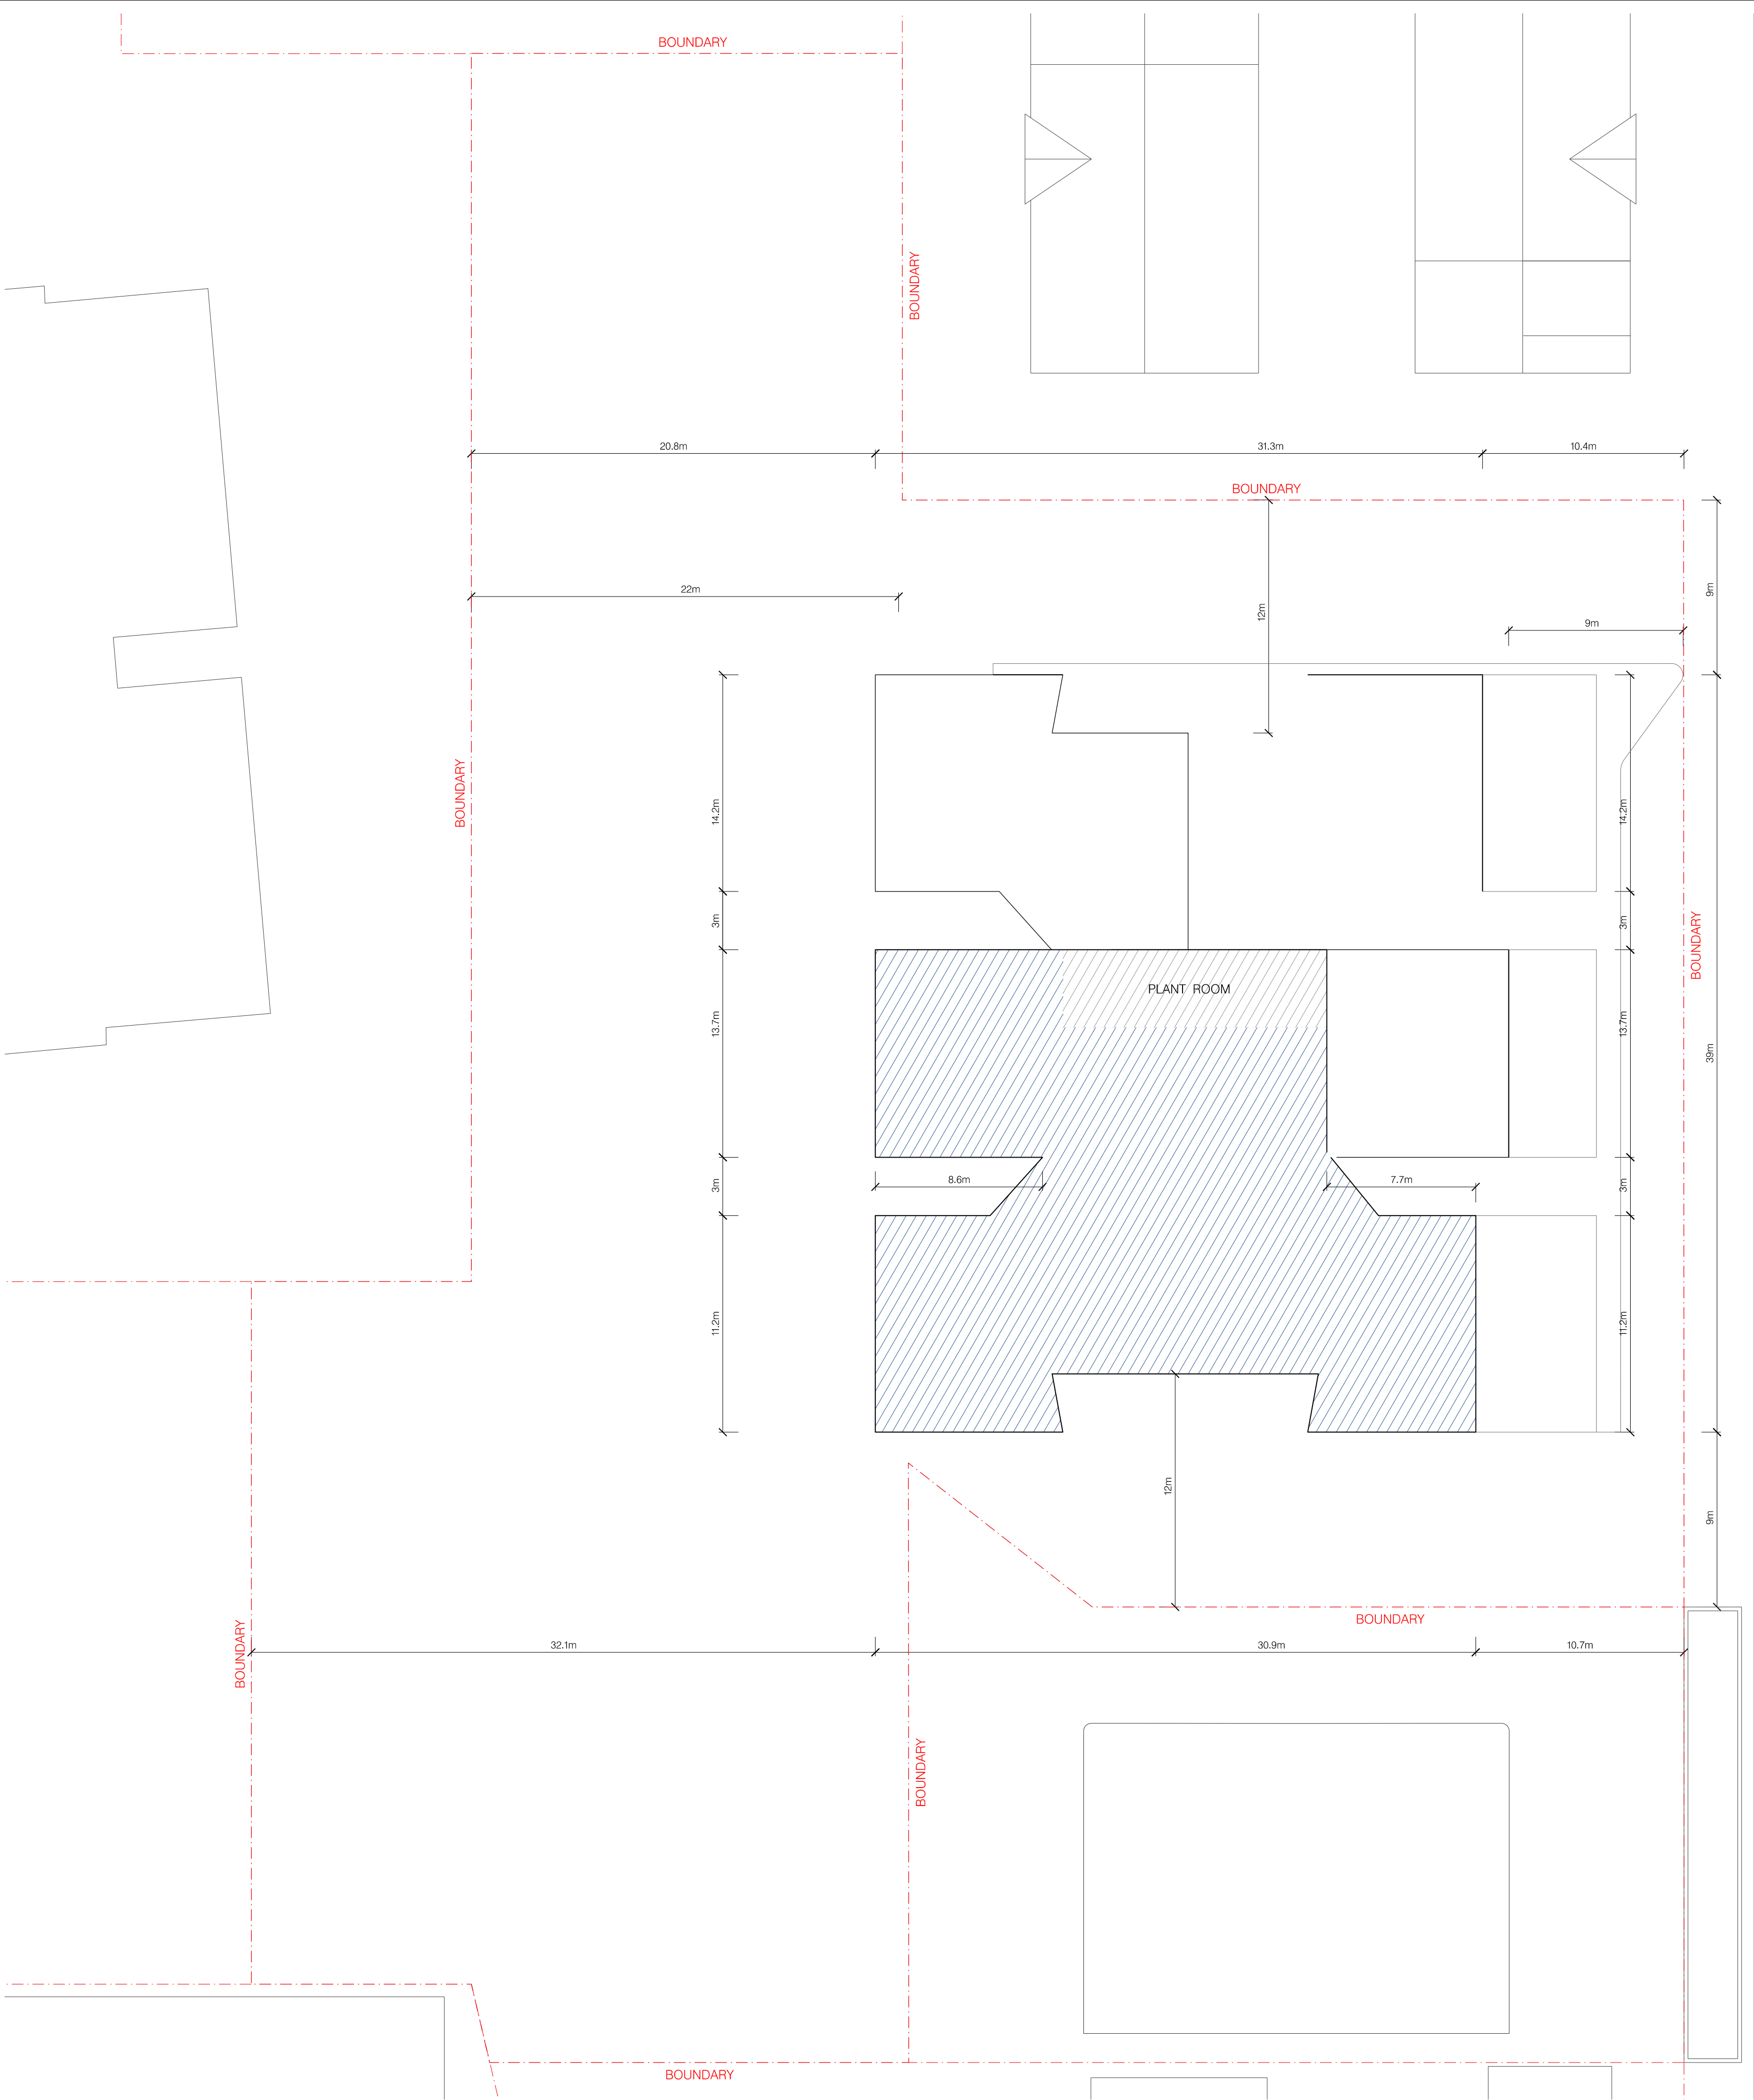 BOUNDARY
BOUNDARY
20.8m
31.3m
10.4m
BOUNDARY
22m
12m
9m
9m
BOUNDARY
14.2m
14.2m
3m
3m
BOUNDARY
PLANT ROOM
13.7m
13.7m
39m
8.6m
7.7m
3m
3m
11.2m
11.2m
12m
9m
BOUNDARY
BOUNDARY
32.1m
30.9m
10.7m
BOUNDARY
BOUNDARY